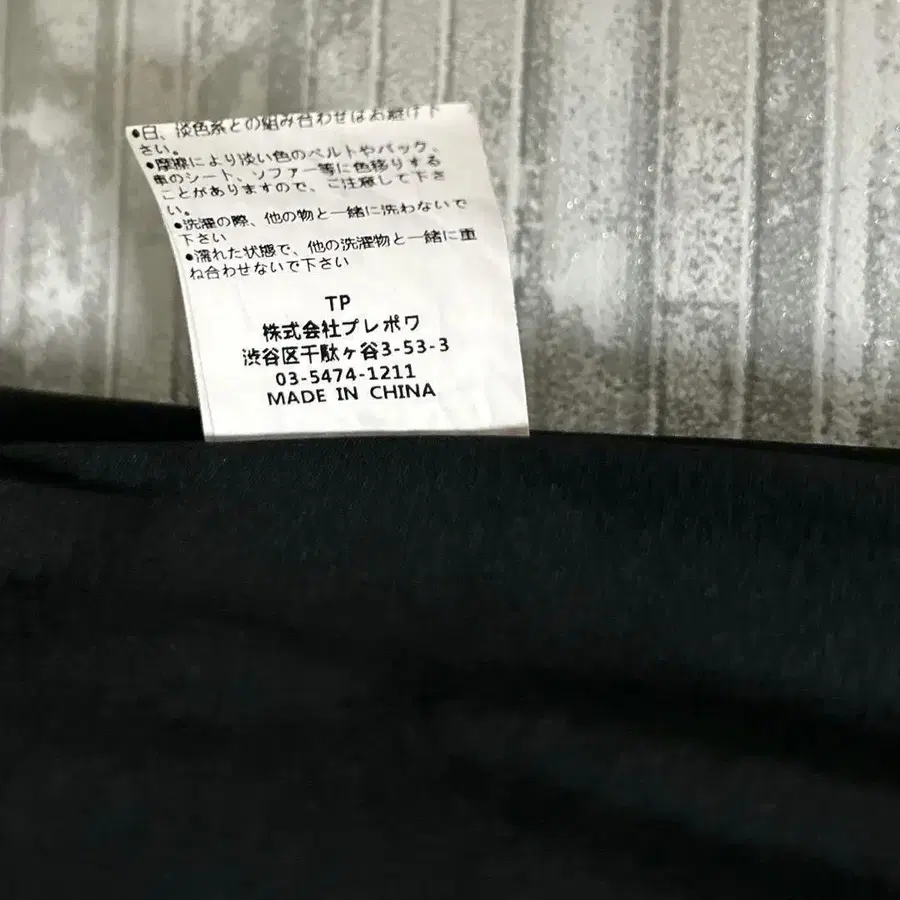 ●白、淡色系との組み合わせはお避け下
さい。
●摩擦により淡い色のベルトやバック、
車のシート、ソファー等に色移りする
ことがありますので、ご注意して下さ
い。
●洗濯の際、他の物と一緒に洗わないで
下さい
●濡れた状態で、他の洗濯物と一緒に重
ね合わせないで下さい
TP
株式会社プレポワ
渋谷区千駄ヶ谷3-53-3
03-5474-1211
MADE IN CHINA